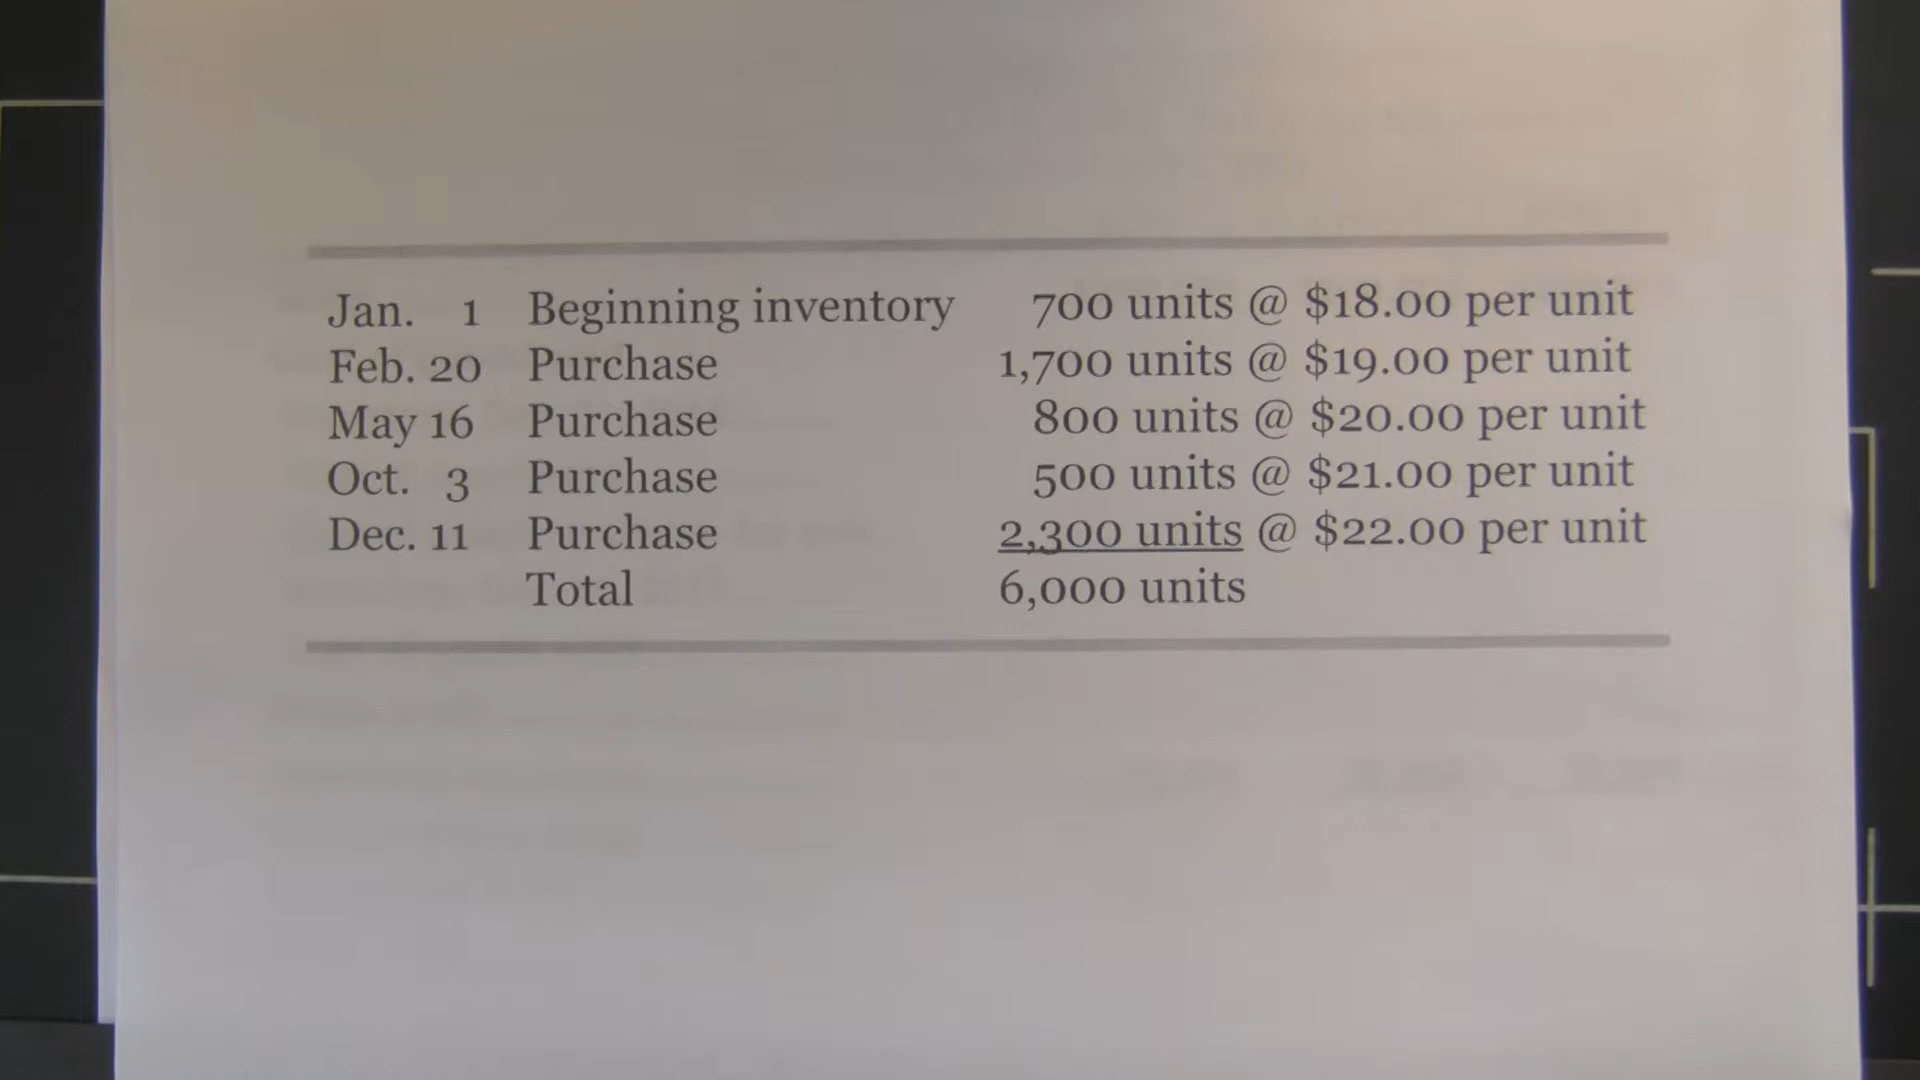 Jan. 1 Beginning inventory 700 units @ $18.00 per unit
Feb. 20 Purchase 1,700 units @ $19.00 per unit
May 16 Purchase 800 units @ $20.00 per unit
Oct. 3 Purchase 500 units @ $21.00 per unit
Dec. 11 Purchase 2,300 units @ $22.00 per unit
Total 6,000 units